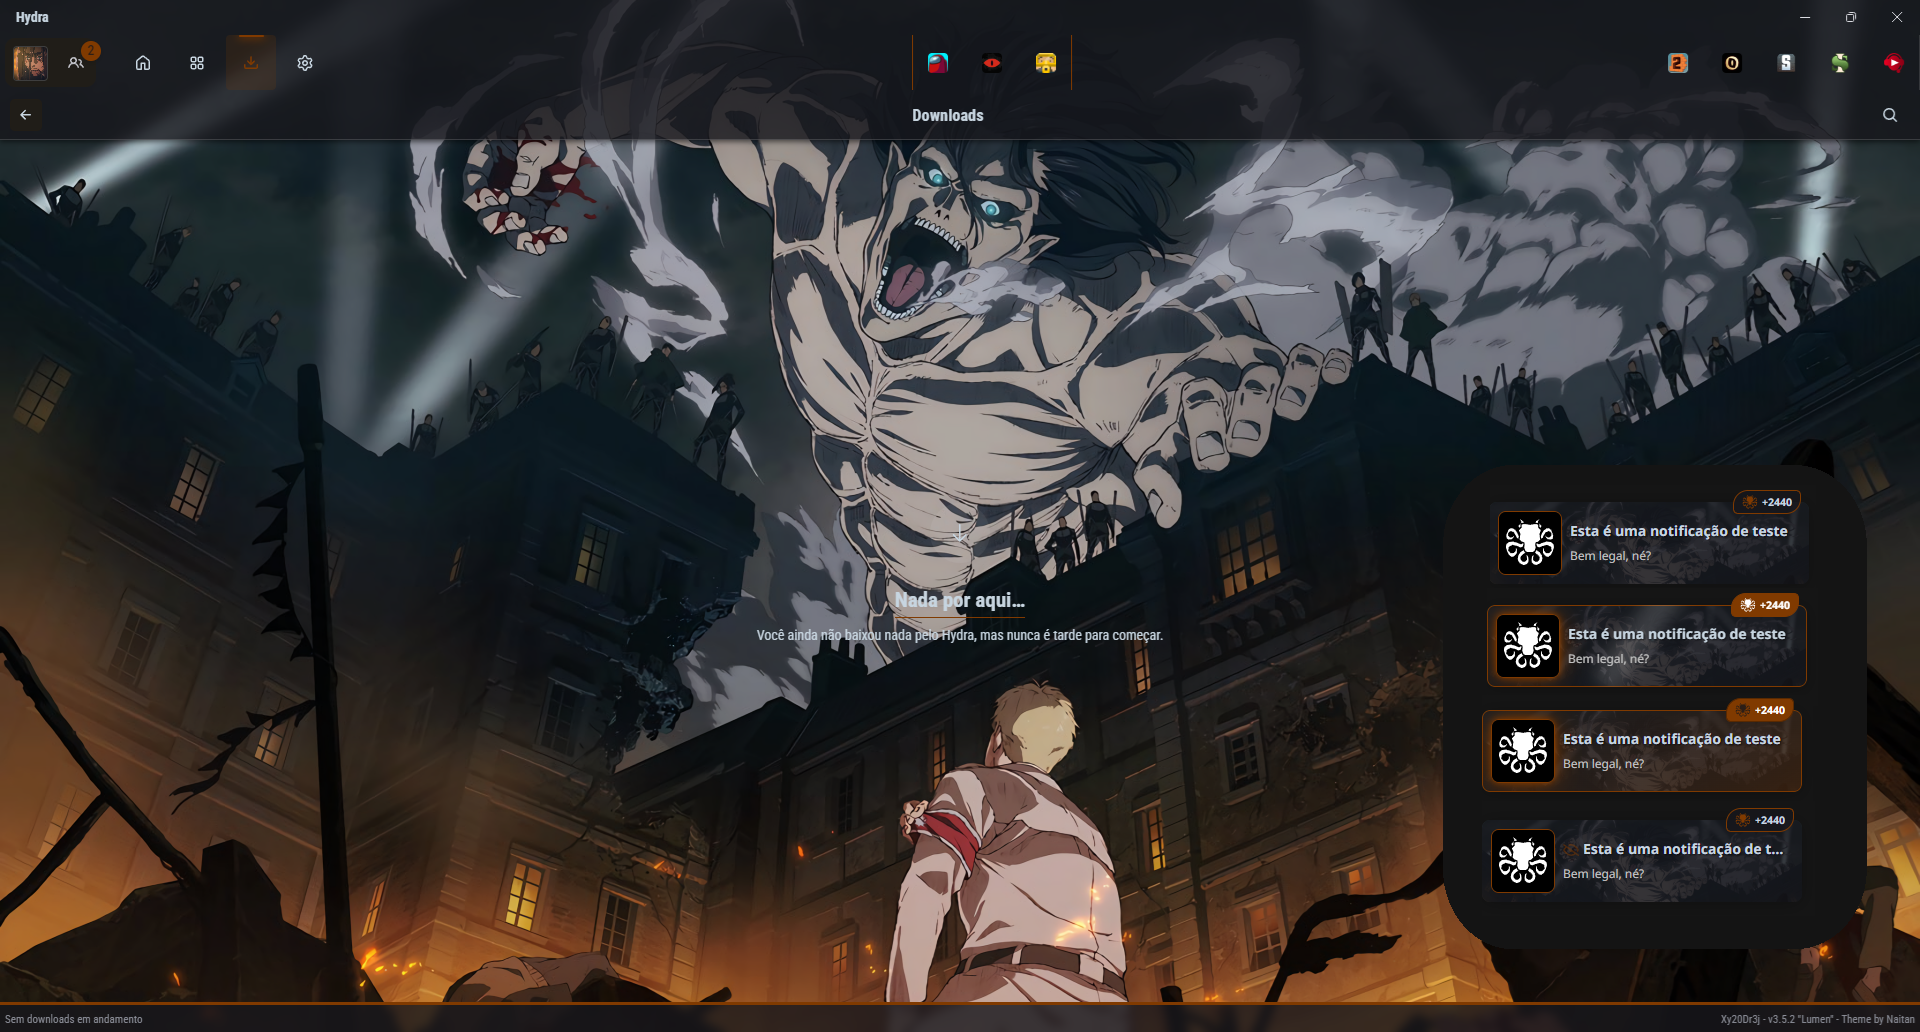 Hydra
2
Downloads
Nada por aqui...
Você ainda não baixou nada pelo Hydra, mas nunca é tarde para começar.
+2440
Esta é uma notificação de teste
Bem legal, né?
+2440
Esta é uma notificação de teste
Bem legal, né?
+2440
Esta é uma notificação de teste
Bem legal, né?
+2440
Esta é uma notificação de t...
Bem legal, né?
Sem downloads em andamento
Xy20Dr3j - v3.5.2 "Lumen" - Theme by Naitan